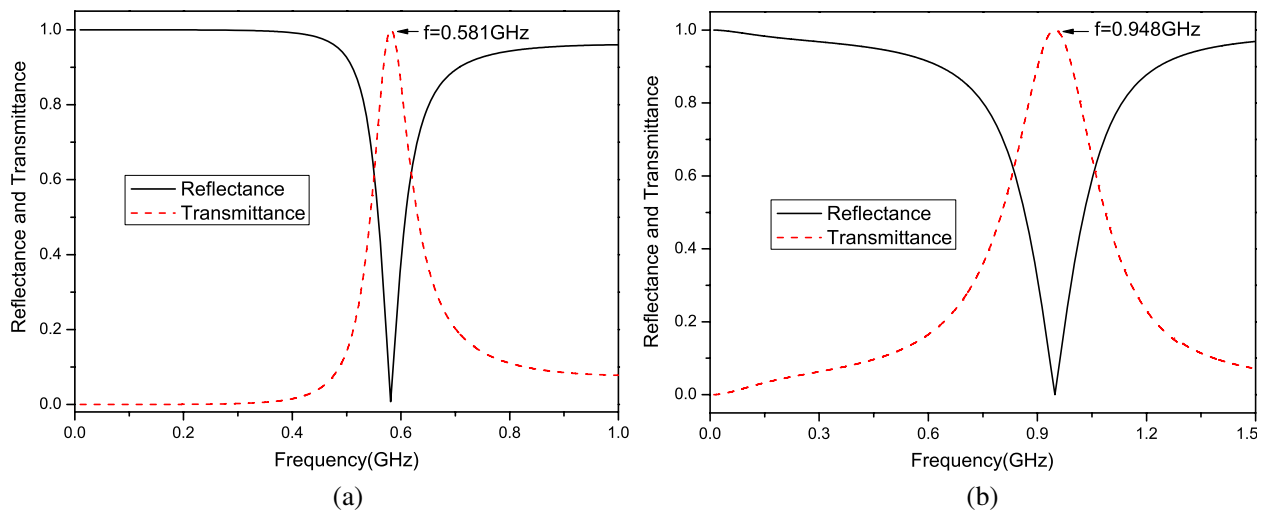 1.0
0.8
0.6
0.4
0.2
0.0
0.0 0.2 0.4 0.6 0.8 1.0
Reflectance and Transmittance
Frequency(GHz)
f=0.581GHz
Reflectance
Transmittance
(a)
1.0
0.8
0.6
0.4
0.2
0.0
0.0 0.3 0.6 0.9 1.2 1.5
Reflectance and Transmittance
Frequency(GHz)
f=0.948GHz
Reflectance
Transmittance
(b)